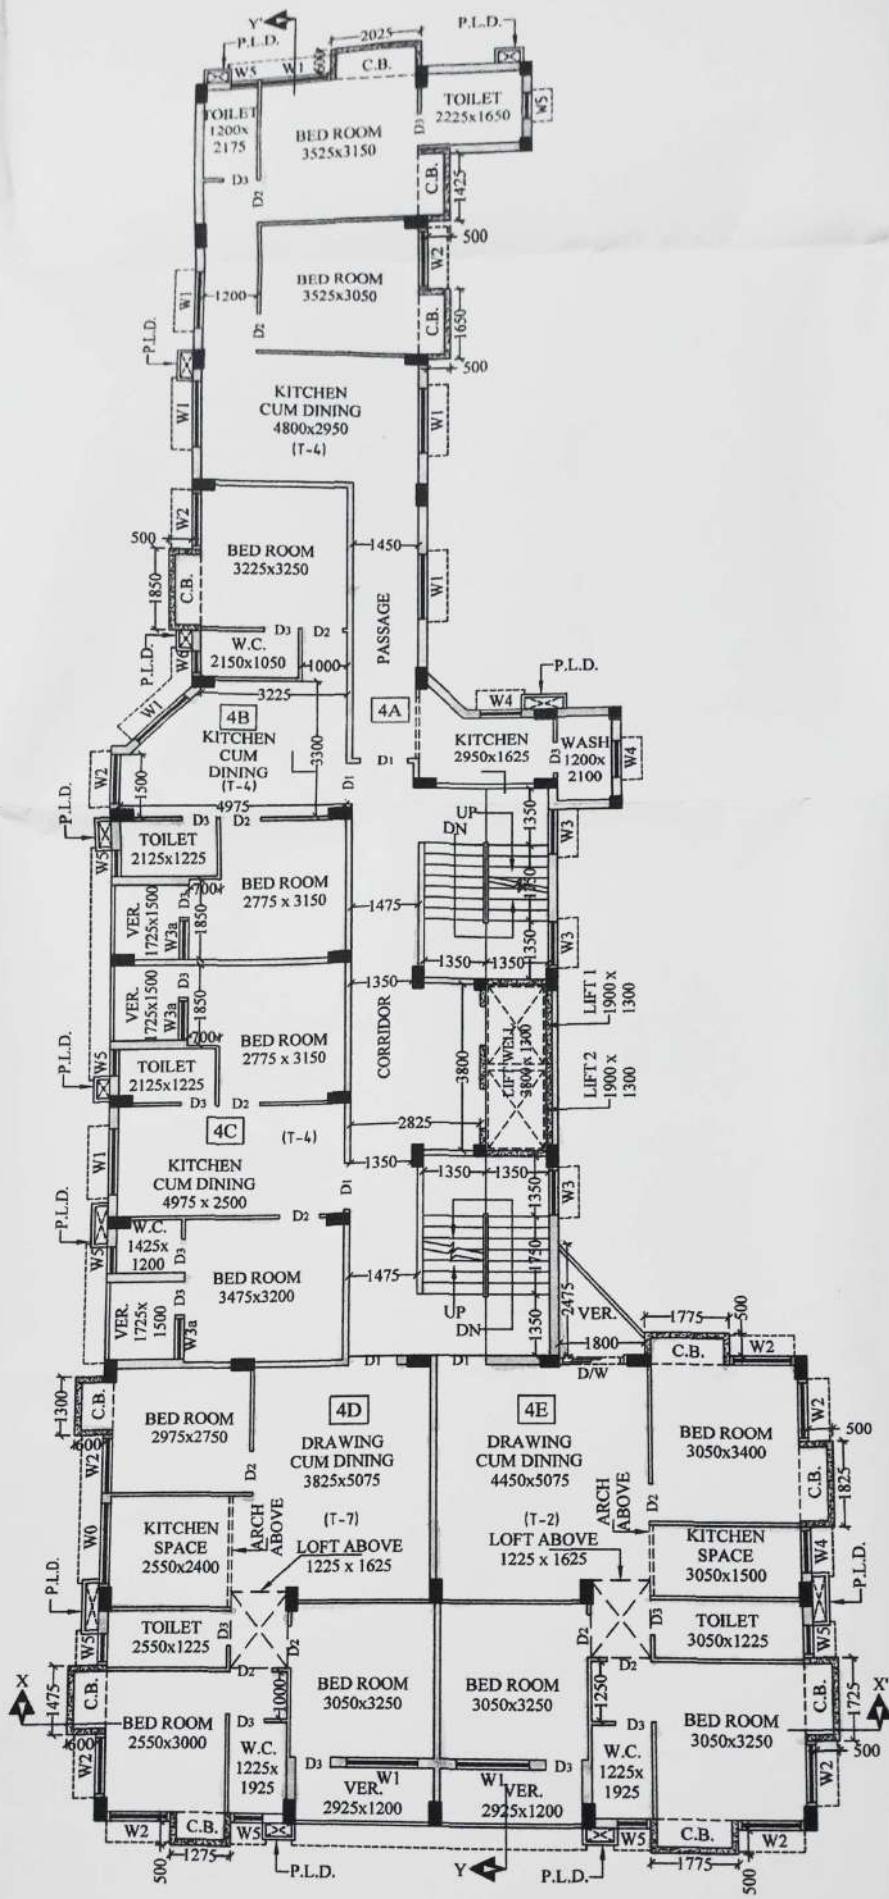 Y'
2025
P.L.D.
P.L.D.
W5
W1
600
C.B.
TOILET
1200x
2175
BED ROOM
3525x3150
D3
TOILET
2225x1650
W5
D3
D2
C.B.
1425
500
W2
BED ROOM
3525x3050
W1
1200
D2
C.B.
1650
500
P.L.D.
KITCHEN
CUM DINING
4800x2950
(T-4)
W1
W1
W2
500
BED ROOM
3225x3250
1450
1850
C.B.
W1
D3
D2
PASSAGE
W.C.
2150x1050
1000
P.L.D.
W6
P.L.D.
3225
W1
4B
4A
W4
KITCHEN
CUM
DINING
(T-4)
3300
KITCHEN
2950x1625
D3
WASH
1200x
2100
W4
W2
1500
D1
D1
4975
P.L.D.
D3
D2
UP
DN
1350
W3
TOILET
2125x1225
W5
BED ROOM
2775 x 3150
700
D3
VER.
1725x1500
W3a
1850
1475
1750
1350
1350
1350
W3
1350
VER.
1725x1500
W3a
D3
1850
700
BED ROOM
2775 x 3150
CORRIDOR
3800
LIFT WELL
3800 x 1300
LIFT 1
1900 x
1300
LIFT 2
1900 x
1300
P.L.D.
W5
TOILET
2125x1225
D3
D2
4C
(T-4)
2825
W1
KITCHEN
CUM DINING
4975 x 2500
1350
D1
1350
1350
1350
W3
P.L.D.
D2
W5
W.C.
1425x
1200
D3
BED ROOM
3475x3200
D3
VER.
1725x
1500
W3a
1475
1750
UP
DN
1350
2475
VER.
1800
1775
500
C.B.
W2
D1
D1
D/W
1300
C.B.
600
W2
BED ROOM
2975x2750
D2
4D
DRAWING
CUM DINING
3825x5075
(T-7)
4E
DRAWING
CUM DINING
4450x5075
(T-2)
BED ROOM
3050x3400
D2
W2
500
C.B.
1825
W0
KITCHEN
SPACE
2550x2400
ARCH
ABOVE
LOFT ABOVE
1225 x 1625
LOFT ABOVE
1225 x 1625
ARCH
ABOVE
KITCHEN
SPACE
3050x1500
W4
P.L.D.
P.L.D.
TOILET
2550x1225
D3
W5
D2
D2
D2
D3
TOILET
3050x1225
W5
D2
X
1475
C.B.
600
W2
BED ROOM
2550x3000
1000
D3
W.C.
1225x
1925
BED ROOM
3050x3250
BED ROOM
3050x3250
1250
D3
W.C.
1225x
1925
BED ROOM
3050x3250
C.B.
1725
500
W2
X'
D3
W1
VER.
2925x1200
W1
D3
VER.
2925x1200
W2
C.B.
W5
500
1275
P.L.D.
Y
P.L.D.
W5
C.B.
W2
1775
500